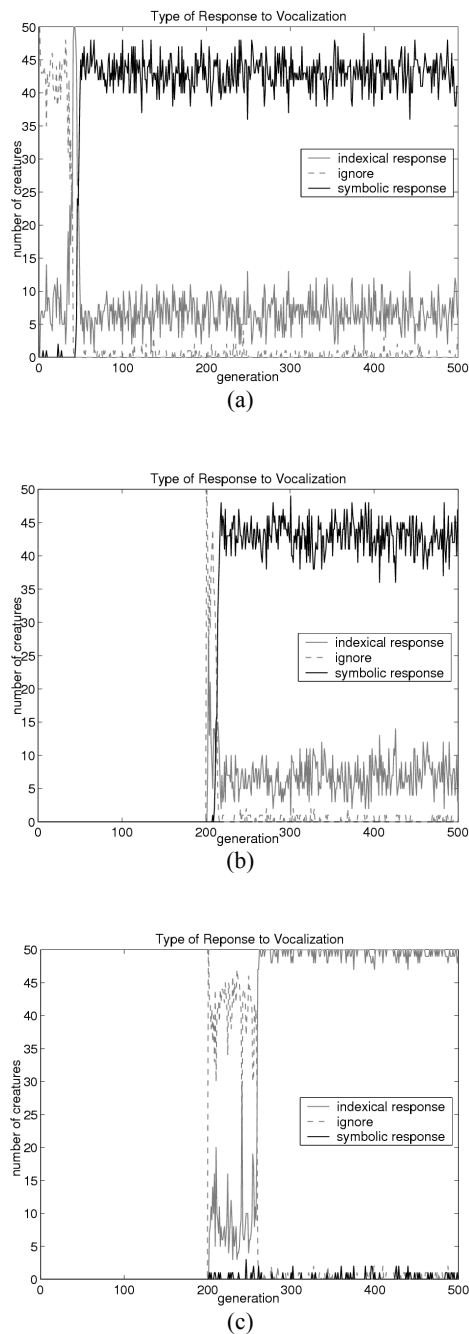 Type of Response to Vocalization
50
45
40
35
30
25
20
15
10
5
0
number of creatures
indexical response
ignore
symbolic response
0 100 200 300 400 500
generation
(a)
Type of Response to Vocalization
50
45
40
35
30
25
20
15
10
5
0
number of creatures
indexical response
ignore
symbolic response
0 100 200 300 400 500
generation
(b)
Type of Reponse to Vocalization
50
45
40
35
30
25
20
15
10
5
0
number of creatures
indexical response
ignore
symbolic response
0 100 200 300 400 500
generation
(c)